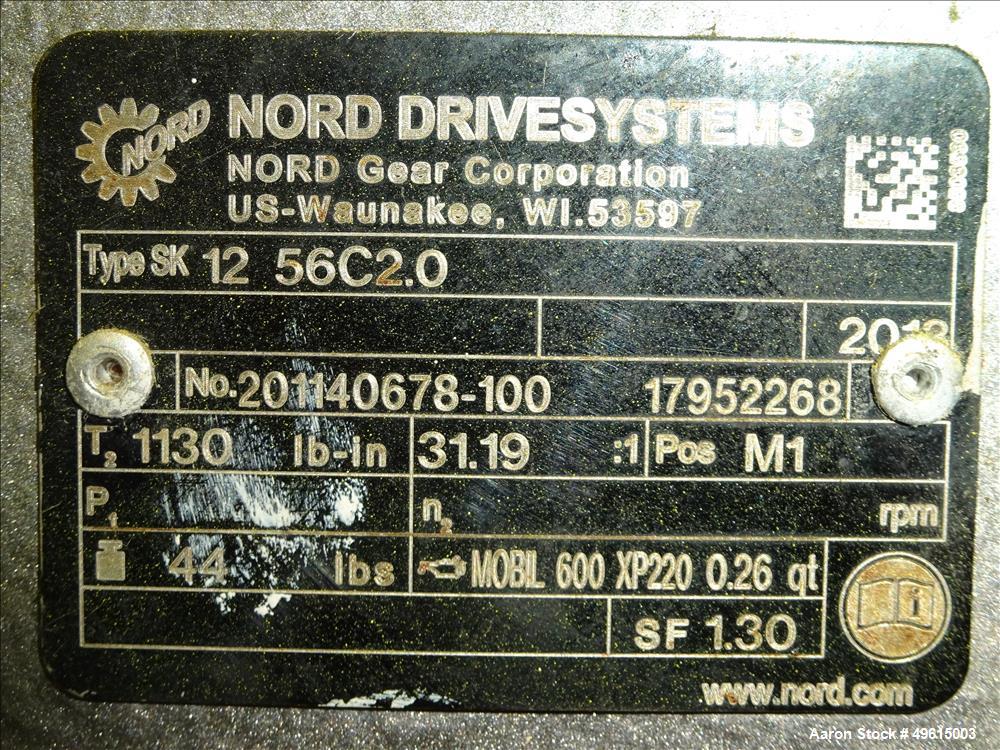 NORD
NORD DRIVESYSTEMS
NORD Gear Corporation
US-Waunakee, WI.53597
Type SK 12 56C2.0
No.201140678-100 17952268
T2 1130 lb-in 31.19 :1 Pos M1
P1 n2 rpm
44 lbs MOBIL 600 XP220 0.26 qt
SF 1.30
i
www.nord.com
Aaron Stock # 49615003